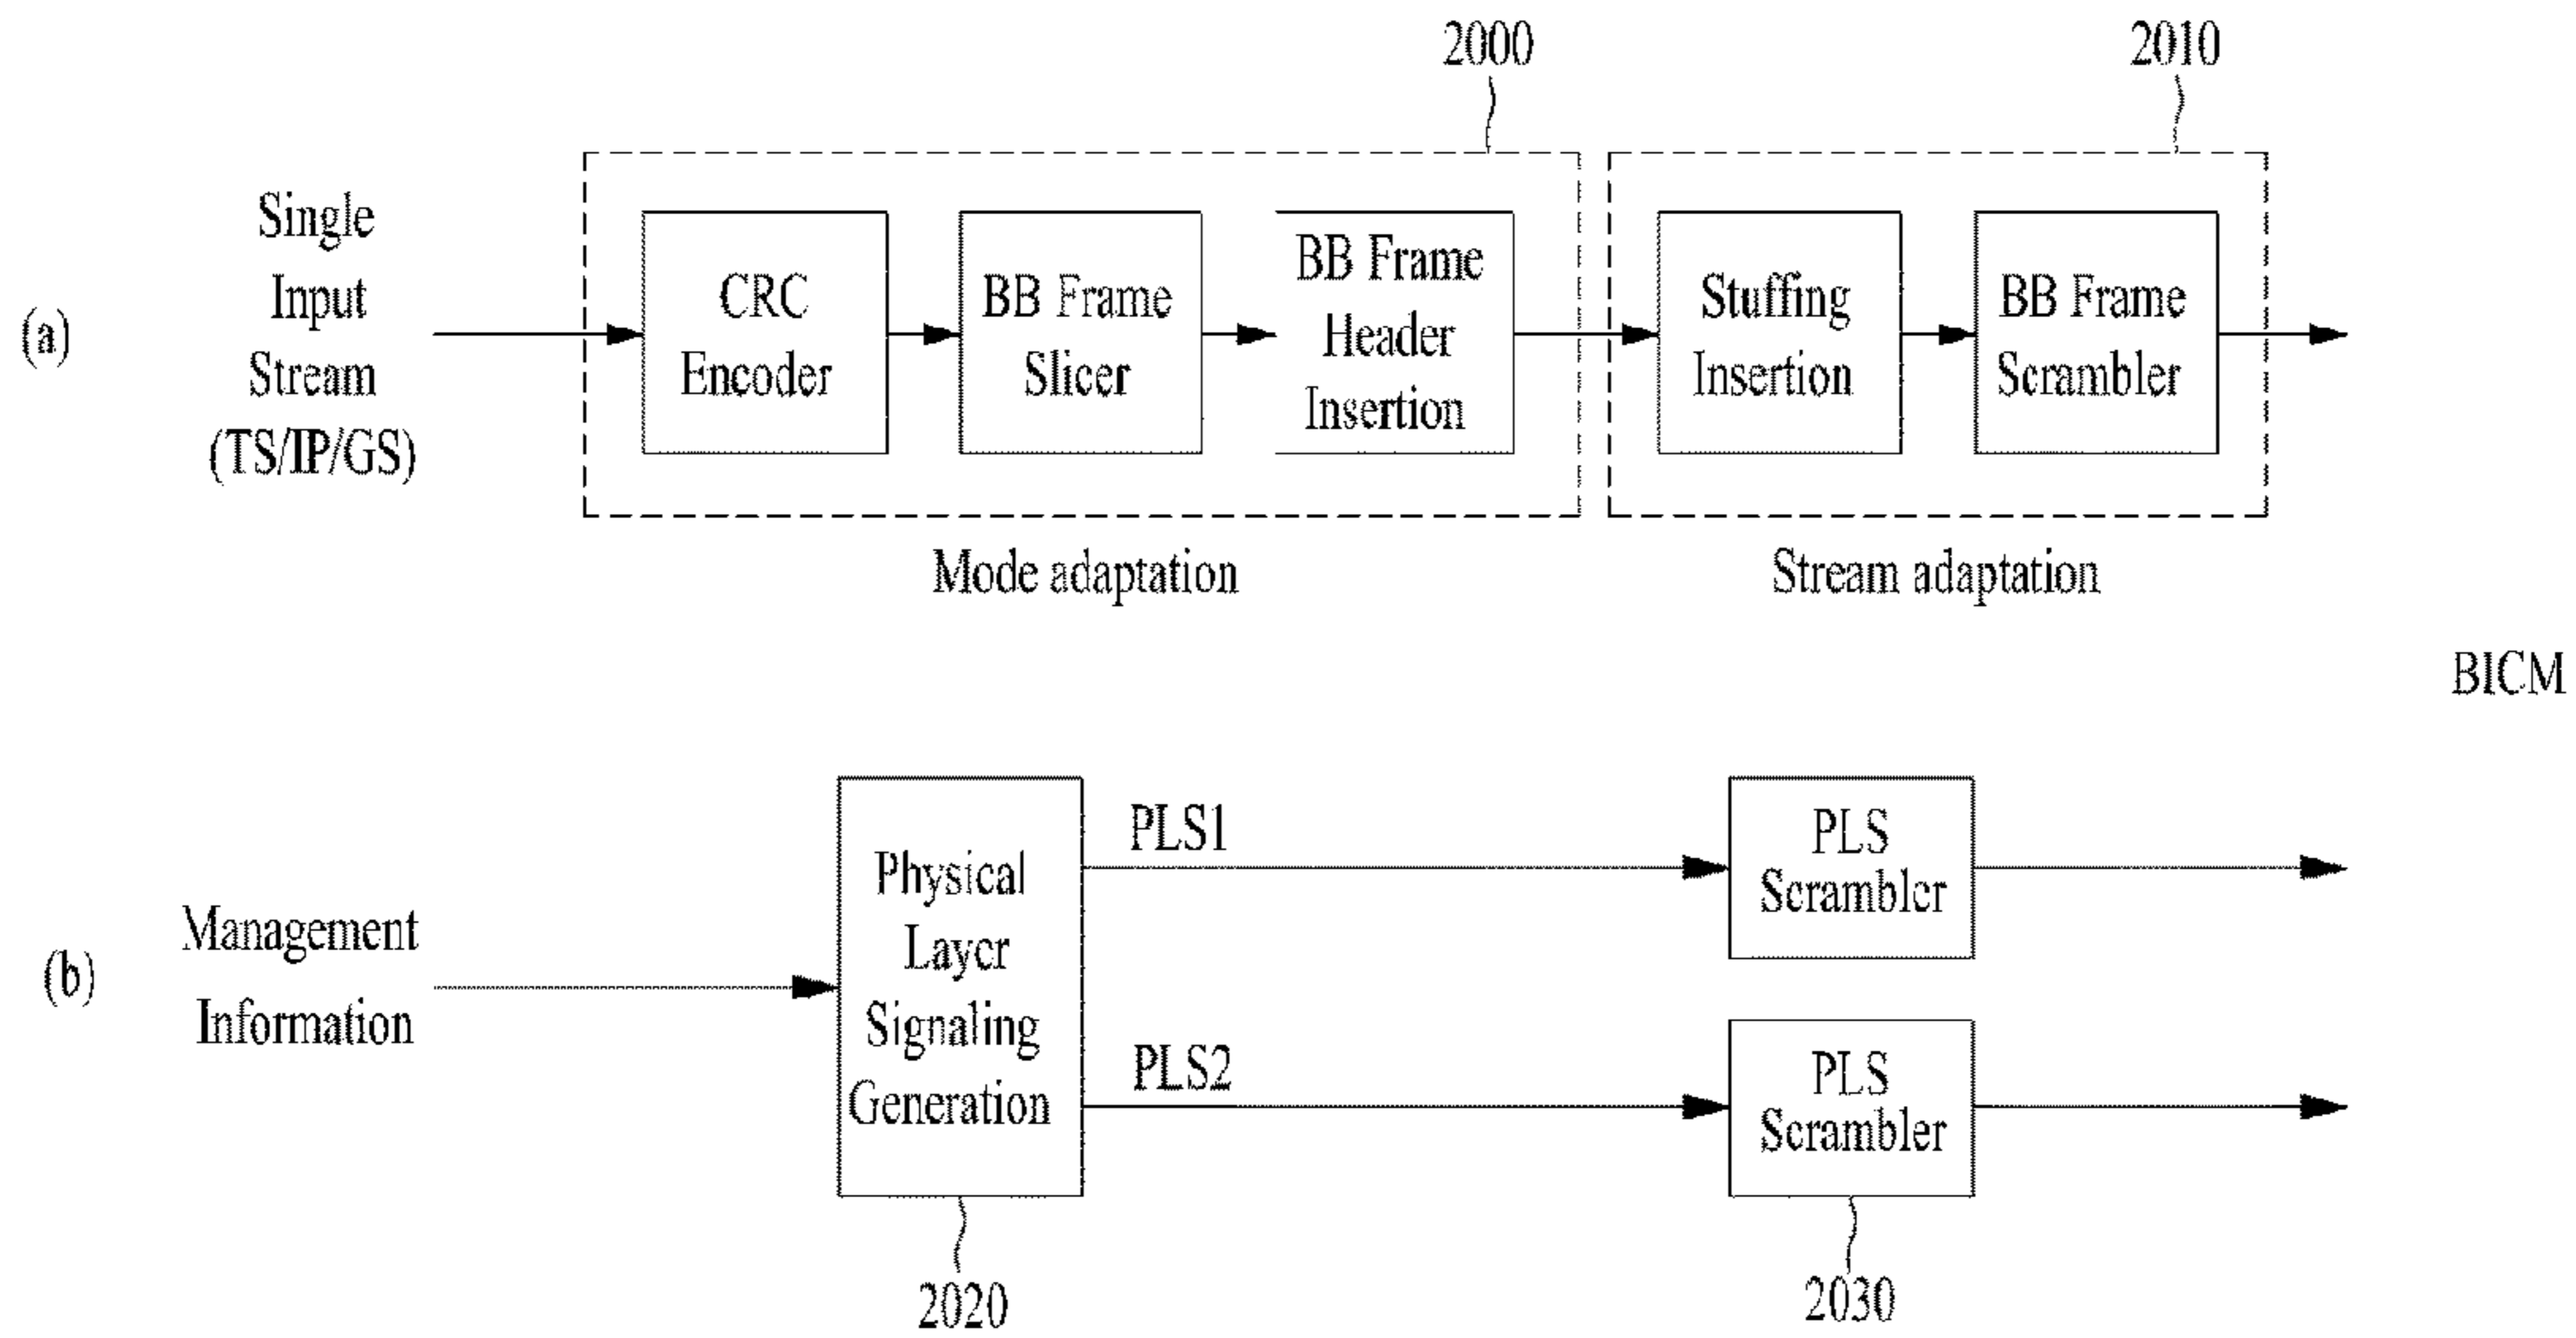 2000
2010
(a)
Single
Input
Stream
(TS/IP/GS)
CRC
Encoder
BB Frame
Slicer
BB Frame
Header
Insertion
Stuffing
Insertion
BB Frame
Scrambler
Mode adaptation
Stream adaptation
BICM
(b)
Management
Information
Physical
Layer
Signaling
Generation
PLS1
PLS2
PLS
Scrambler
PLS
Scrambler
2020
2030